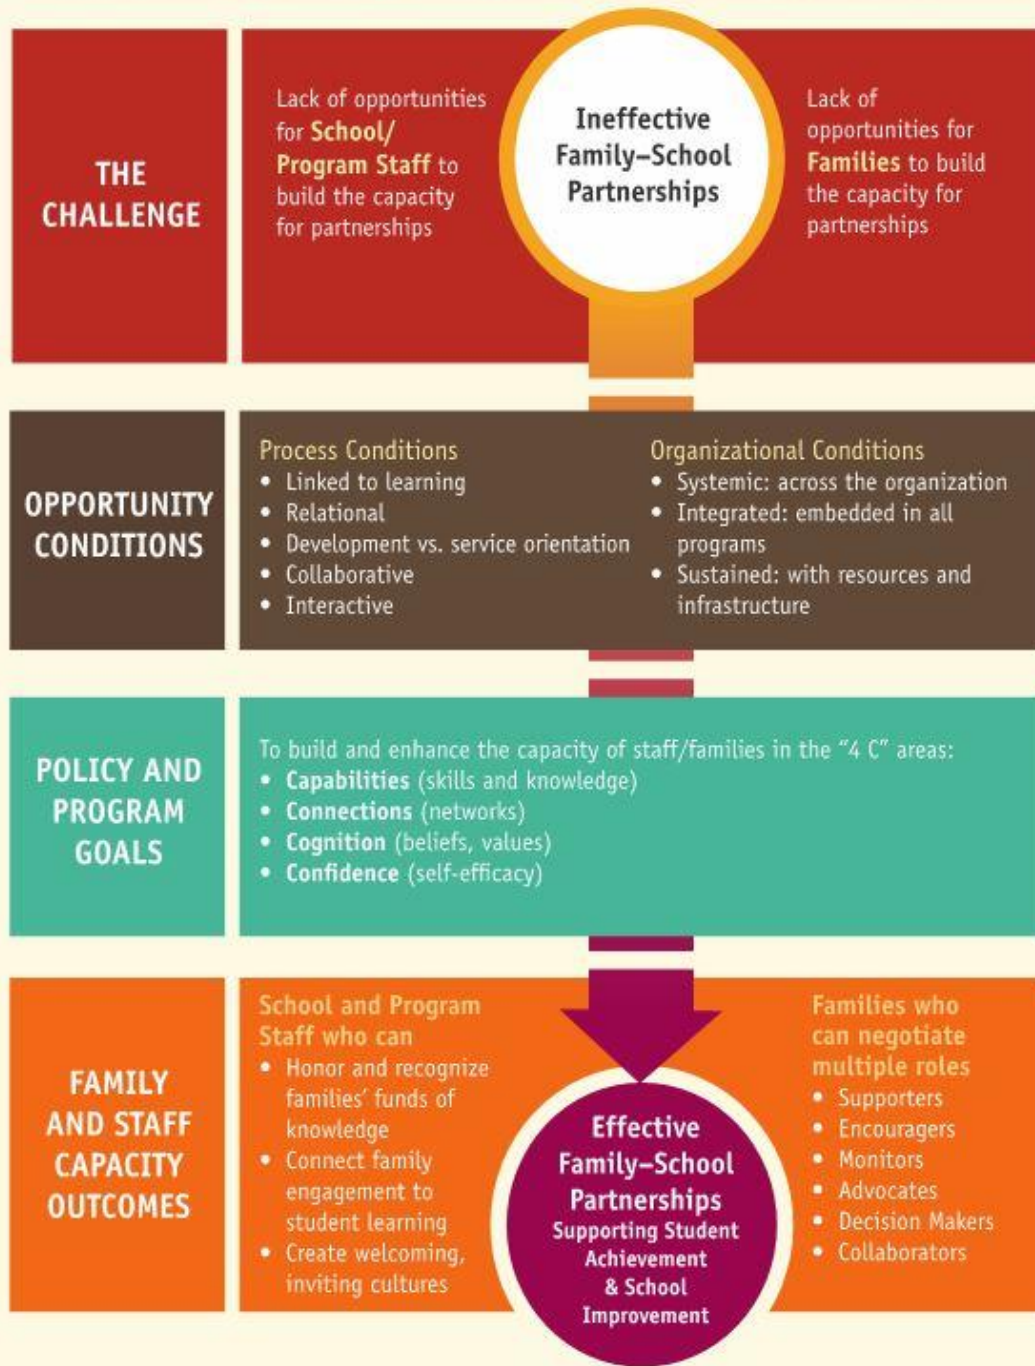 THE
CHALLENGE
Lack of opportunities
for School/
Program Staff to
build the capacity
for partnerships
Ineffective
Family–School
Partnerships
Lack of
opportunities for
Families to build
the capacity for
partnerships
OPPORTUNITY
CONDITIONS
Process Conditions
• Linked to learning
• Relational
• Development vs. service orientation
• Collaborative
• Interactive
Organizational Conditions
• Systemic: across the organization
• Integrated: embedded in all
programs
• Sustained: with resources and
infrastructure
POLICY AND
PROGRAM
GOALS
To build and enhance the capacity of staff/families in the “4 C” areas:
• Capabilities (skills and knowledge)
• Connections (networks)
• Cognition (beliefs, values)
• Confidence (self-efficacy)
FAMILY
AND STAFF
CAPACITY
OUTCOMES
School and Program
Staff who can
• Honor and recognize
families’ funds of
knowledge
• Connect family
engagement to
student learning
• Create welcoming,
inviting cultures
Effective
Family–School
Partnerships
Supporting Student
Achievement
& School
Improvement
Families who
can negotiate
multiple roles
• Supporters
• Encouragers
• Monitors
• Advocates
• Decision Makers
• Collaborators